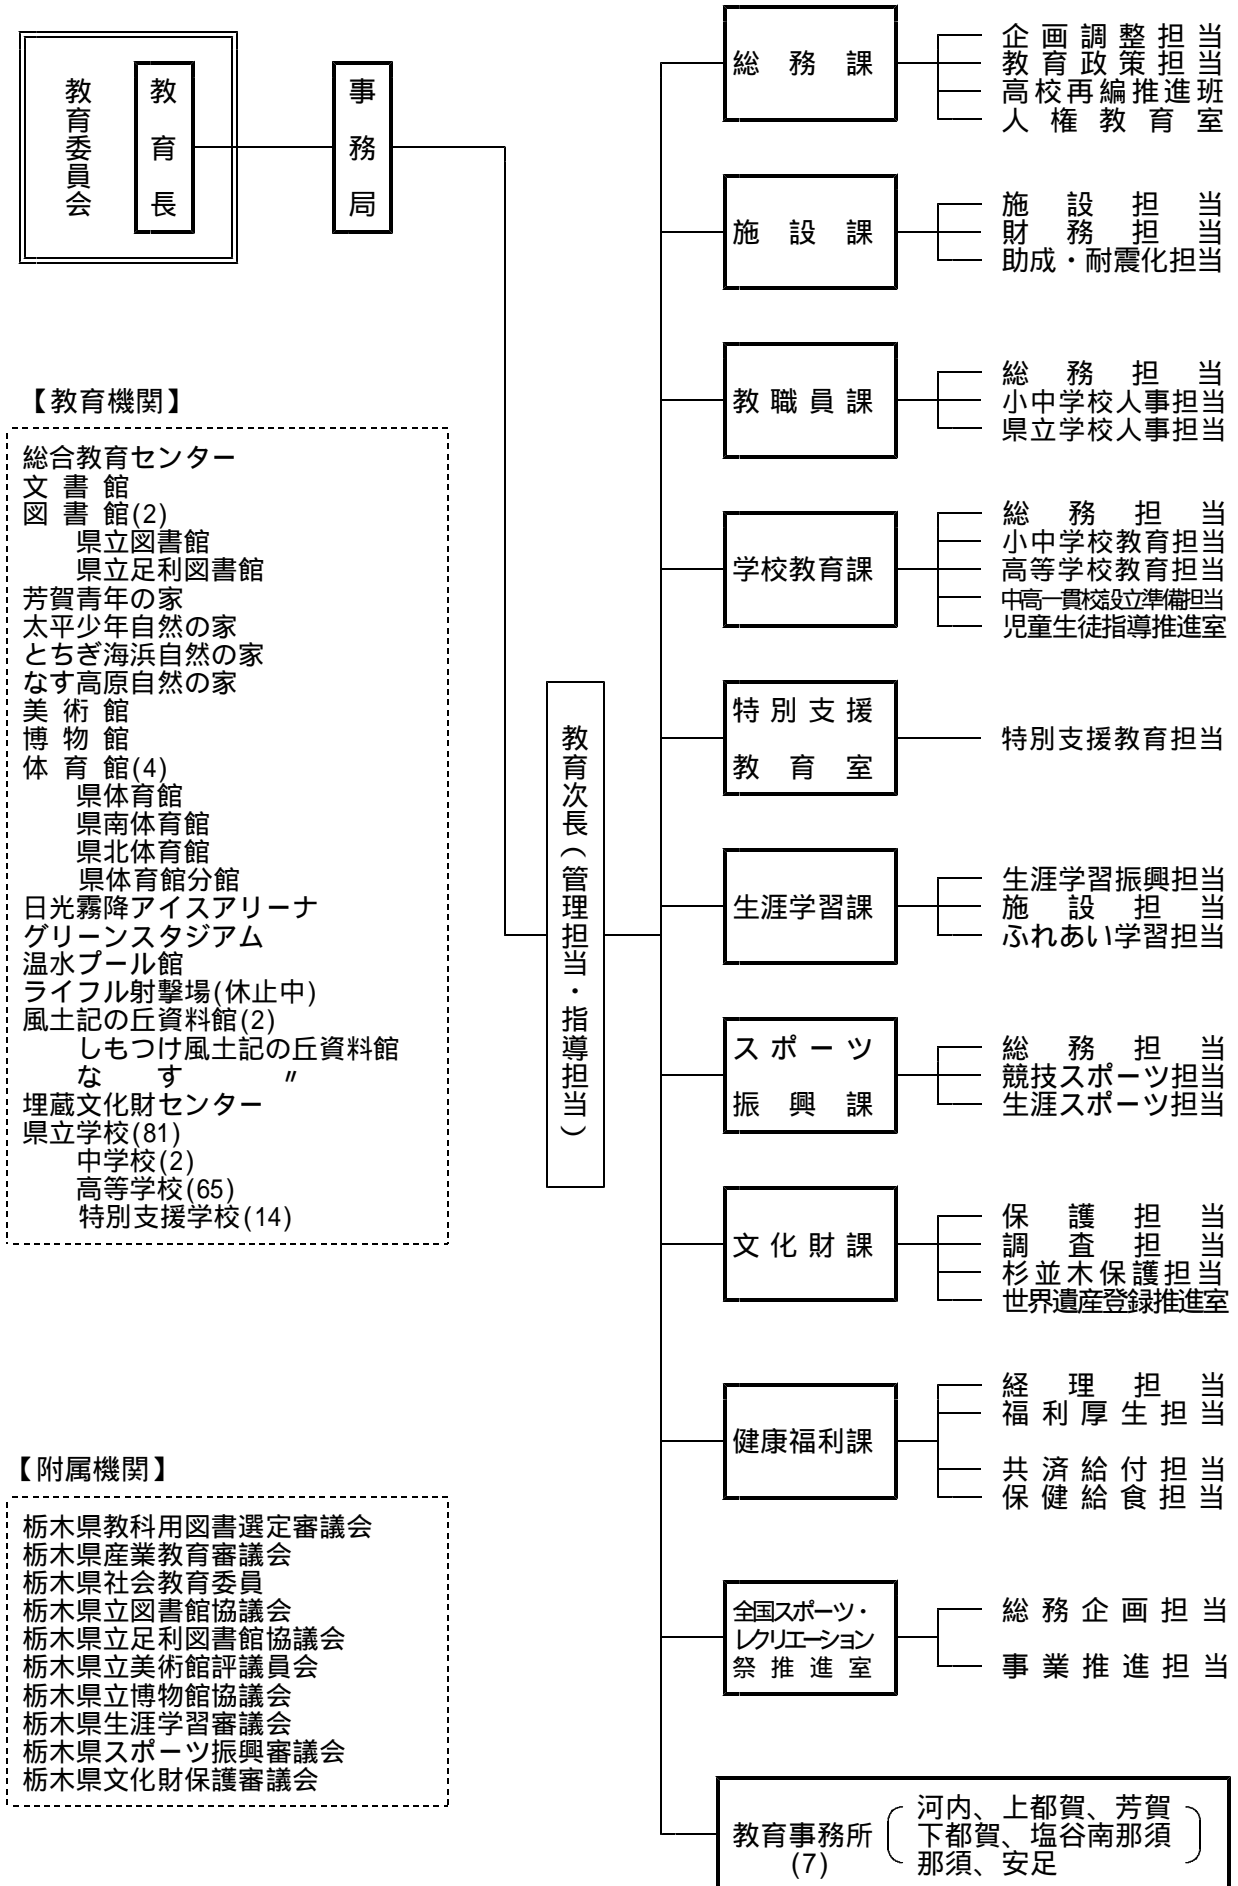 教育委員会
教育長
事務局
教育次長（管理担当・指導担当）
【教育機関】
総合教育センター
文書館
図書館(2)
県立図書館
県立足利図書館
芳賀青年の家
太平少年自然の家
とちぎ海浜自然の家
なす高原自然の家
美術館
博物館
体育館(4)
県体育館
県南体育館
県北体育館
県体育館分館
日光霧降アイスアリーナ
グリーンスタジアム
温水プール館
ライフル射撃場(休止中)
風土記の丘資料館(2)
しもつけ風土記の丘資料館
なす 〃
埋蔵文化財センター
県立学校(81)
中学校(2)
高等学校(65)
特別支援学校(14)
【附属機関】
栃木県教科用図書選定審議会
栃木県産業教育審議会
栃木県社会教育委員
栃木県立図書館協議会
栃木県立足利図書館協議会
栃木県立美術館評議員会
栃木県立博物館協議会
栃木県生涯学習審議会
栃木県スポーツ振興審議会
栃木県文化財保護審議会
総務課
企画調整担当
教育政策担当
高校再編推進班
人権教育室
施設課
施設担当
財務担当
助成・耐震化担当
教職員課
総務担当
小中学校人事担当
県立学校人事担当
学校教育課
総務担当
小中学校教育担当
高等学校教育担当
中高一貫校設立準備担当
児童生徒指導推進室
特別支援
教育室
特別支援教育担当
生涯学習課
生涯学習振興担当
施設担当
ふれあい学習担当
スポーツ
振興課
総務担当
競技スポーツ担当
生涯スポーツ担当
文化財課
保護担当
調査担当
杉並木保護担当
世界遺産登録推進室
健康福利課
経理担当
福利厚生担当
共済給付担当
保健給食担当
全国スポーツ・
レクリエーション
祭推進室
総務企画担当
事業推進担当
教育事務所
(7)
河内、上都賀、芳賀
下都賀、塩谷南那須
那須、安足